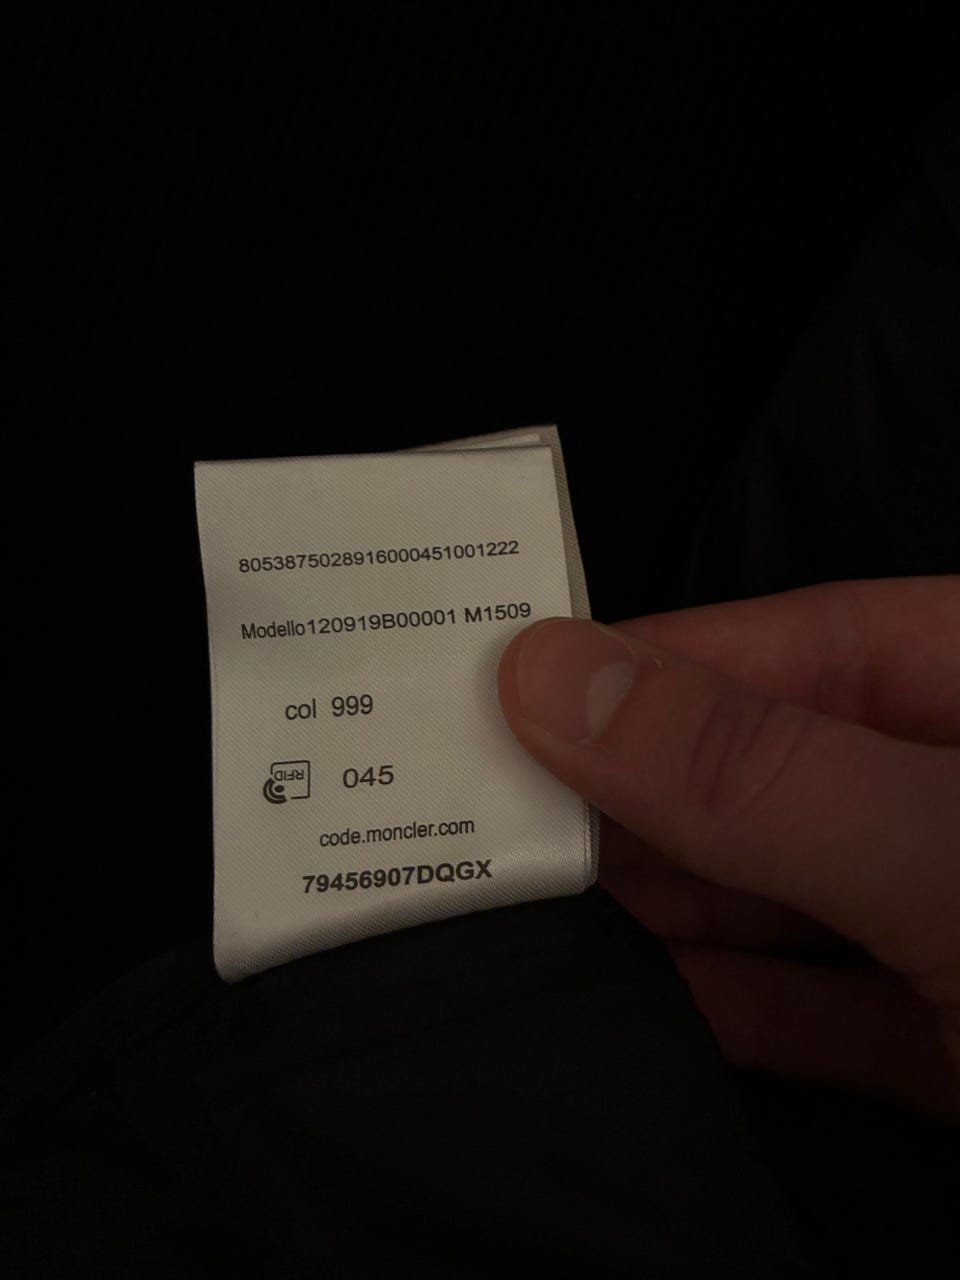 8053875028916000451001222
Modello120919B00001 M1509
col 999
RFID
045
code.moncler.com
79456907DQGX